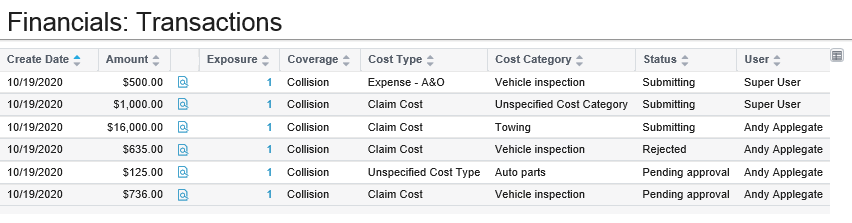 Financials: Transactions
Create Date Amount Exposure Coverage Cost Type Cost Category Status User
10/19/2020 $500.00 1 Collision Expense - A&O Vehicle inspection Submitting Super User
10/19/2020 $1,000.00 1 Collision Claim Cost Unspecified Cost Category Submitting Super User
10/19/2020 $16,000.00 1 Collision Claim Cost Towing Submitting Andy Applegate
10/19/2020 $635.00 1 Collision Claim Cost Vehicle inspection Rejected Andy Applegate
10/19/2020 $125.00 1 Collision Unspecified Cost Type Auto parts Pending approval Andy Applegate
10/19/2020 $736.00 1 Collision Claim Cost Vehicle inspection Pending approval Andy Applegate